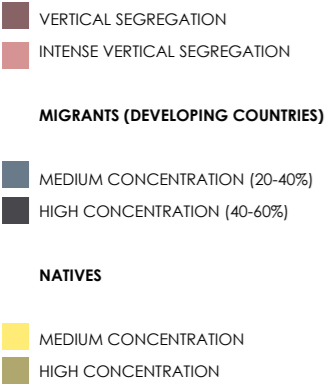 VERTICAL SEGREGATION
INTENSE VERTICAL SEGREGATION
MIGRANTS (DEVELOPING COUNTRIES)
MEDIUM CONCENTRATION (20-40%)
HIGH CONCENTRATION (40-60%)
NATIVES
MEDIUM CONCENTRATION
HIGH CONCENTRATION